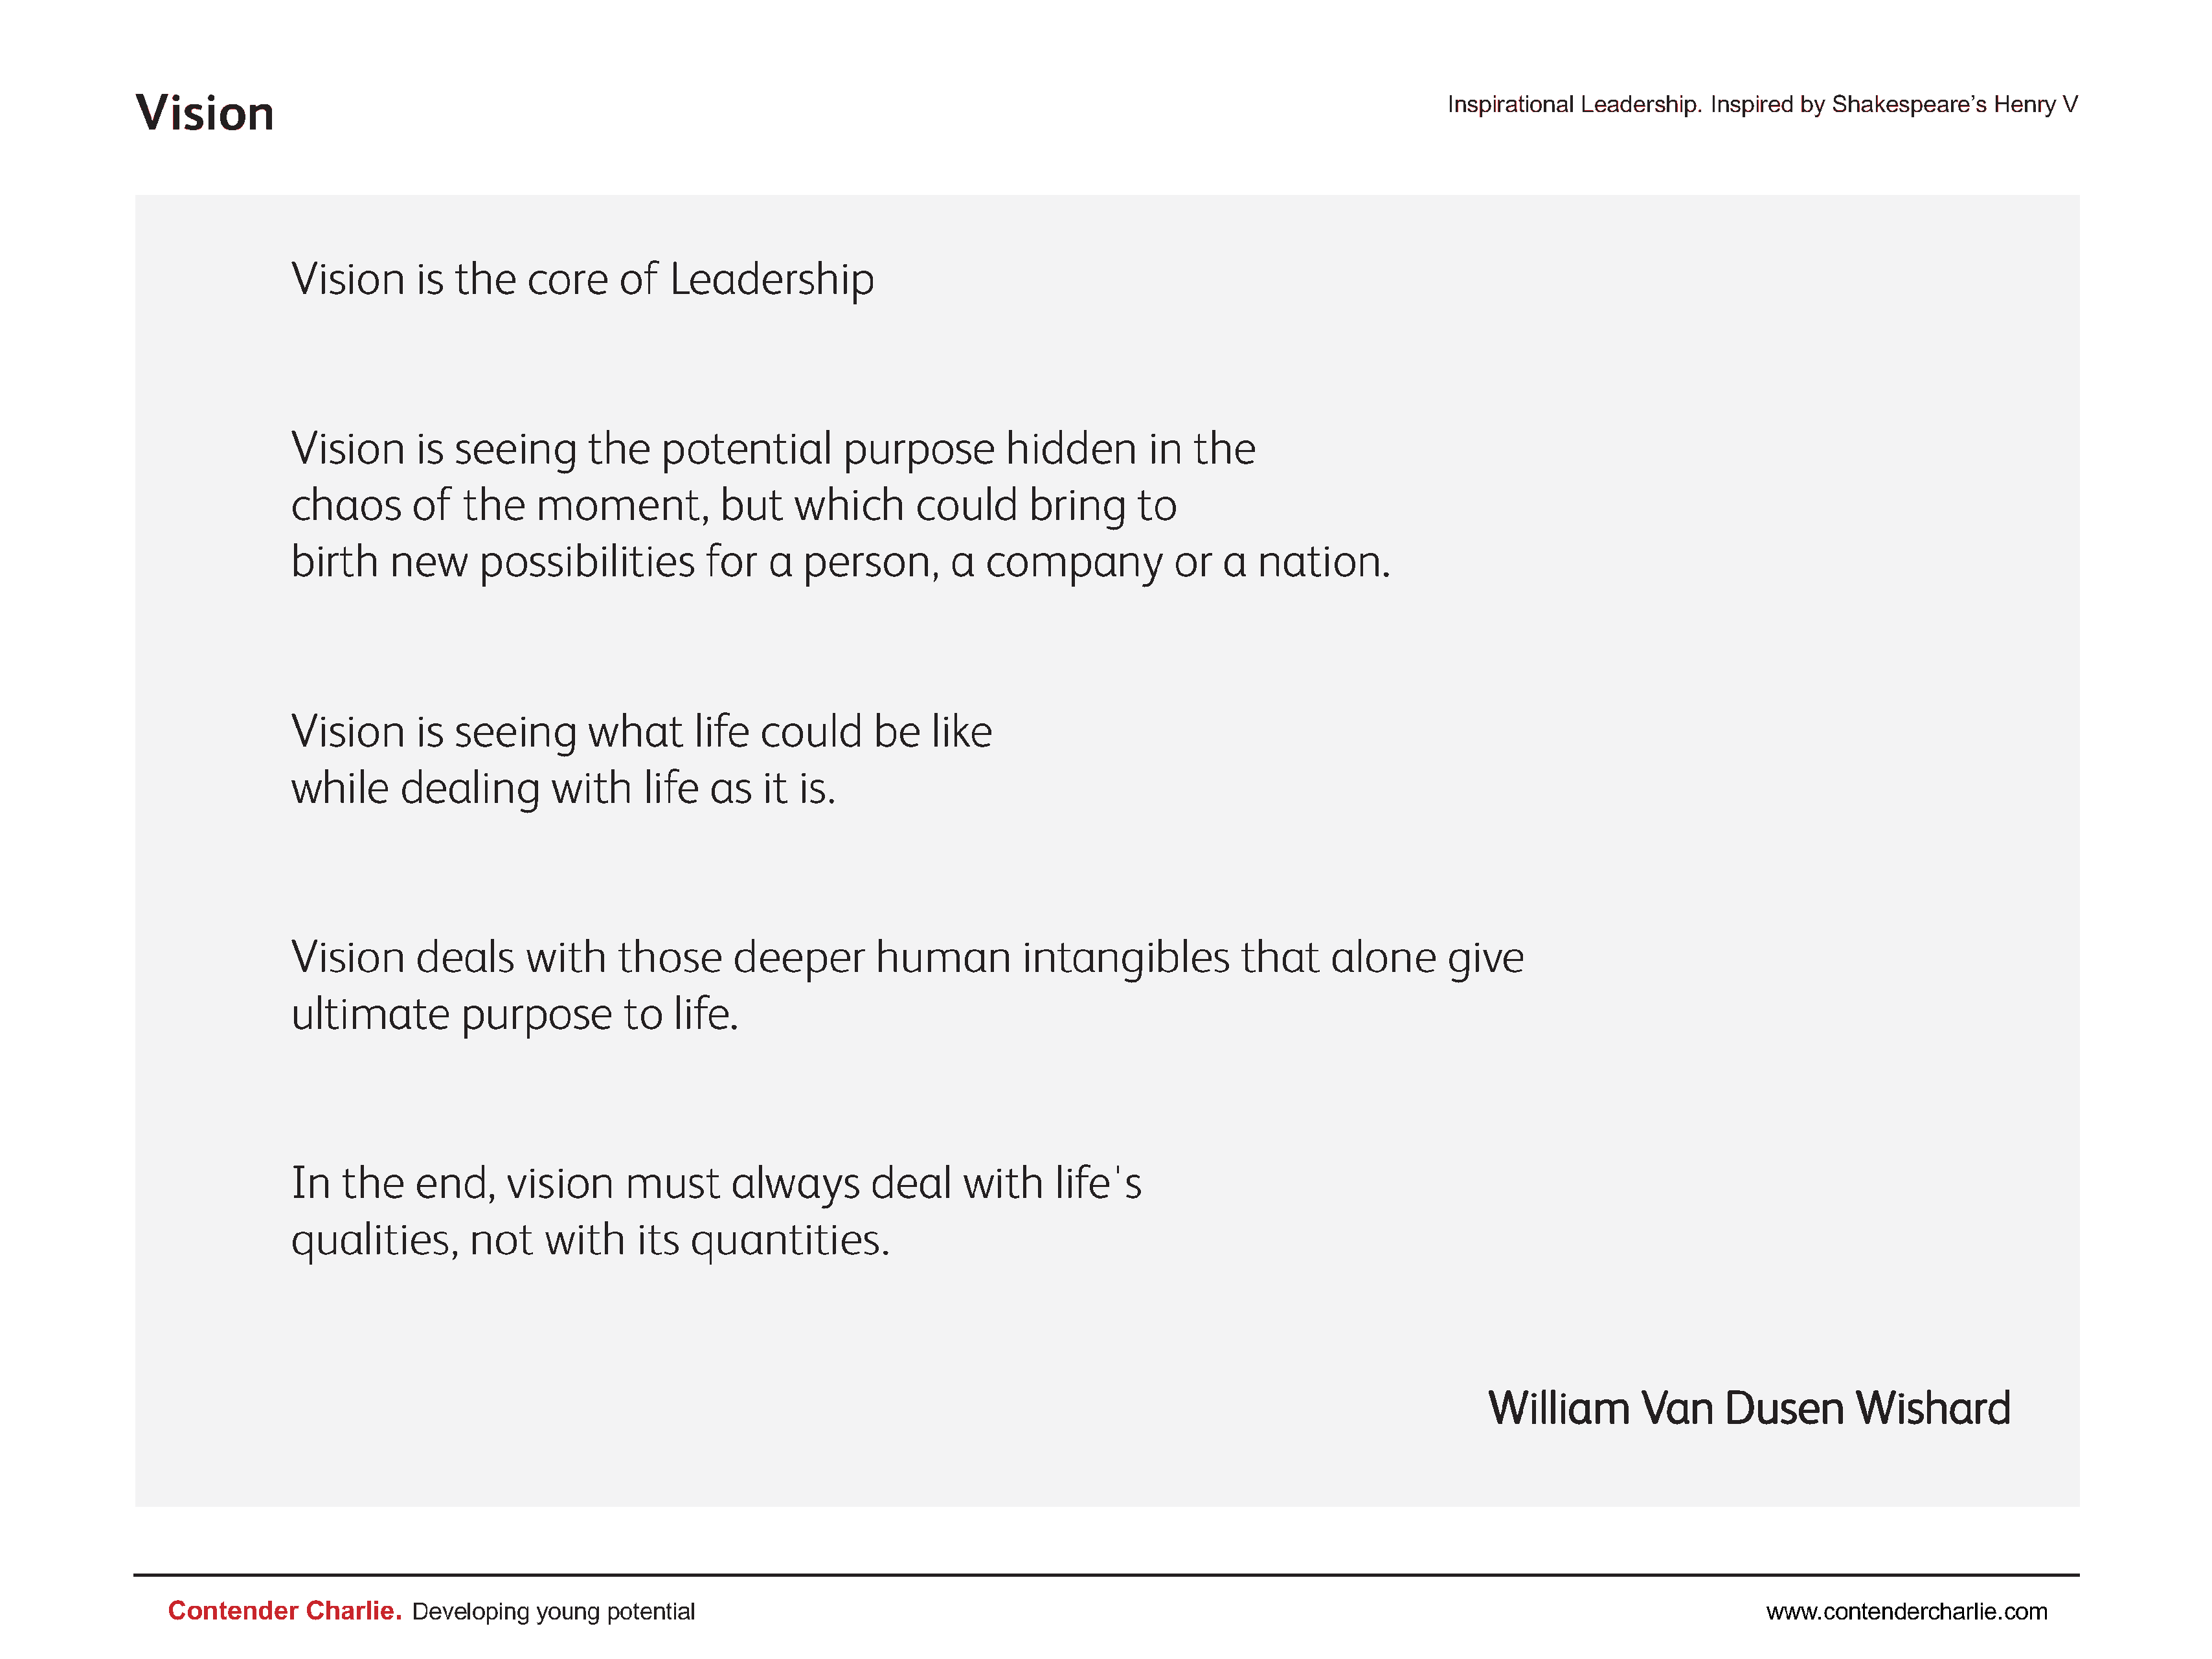 Vision
Inspirational Leadership. Inspired by Shakespeare’s Henry V
Vision is the core of Leadership
Vision is seeing the potential purpose hidden in the
chaos of the moment, but which could bring to
birth new possibilities for a person, a company or a nation.
Vision is seeing what life could be like
while dealing with life as it is.
Vision deals with those deeper human intangibles that alone give
ultimate purpose to life.
In the end, vision must always deal with life's
qualities, not with its quantities.
William Van Dusen Wishard
Contender Charlie. Developing young potential
www.contendercharlie.com